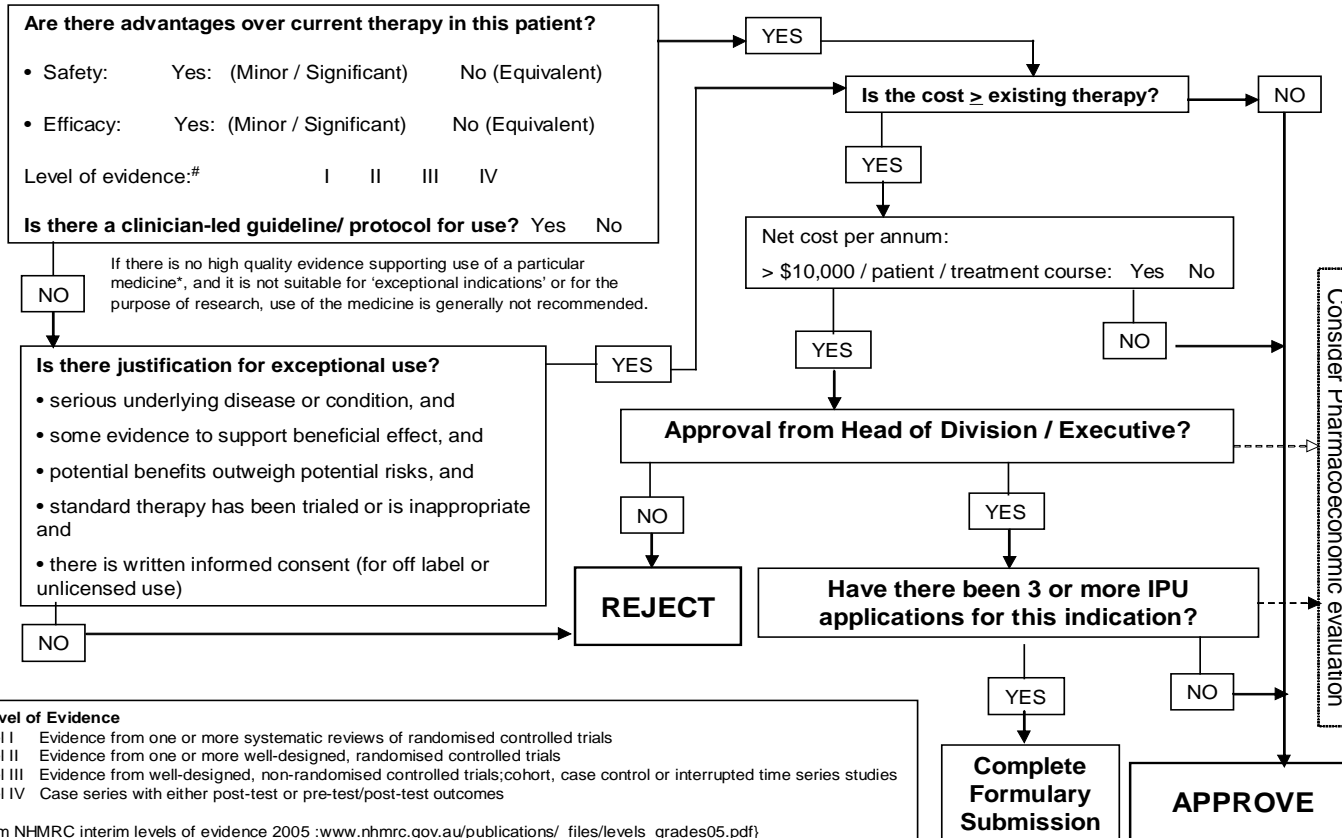 Are there advantages over current therapy in this patient?
• Safety: Yes: (Minor / Significant) No (Equivalent)
• Efficacy: Yes: (Minor / Significant) No (Equivalent)
Level of evidence:# I II III IV
Is there a clinician-led guideline/ protocol for use? Yes No
YES
Is the cost ≥ existing therapy?
NO
YES
Net cost per annum:
> $10,000 / patient / treatment course: Yes No
NO
If there is no high quality evidence supporting use of a particular
medicine*, and it is not suitable for ‘exceptional indications’ or for the
purpose of research, use of the medicine is generally not recommended.
Is there justification for exceptional use?
• serious underlying disease or condition, and
• some evidence to support beneficial effect, and
• potential benefits outweigh potential risks, and
• standard therapy has been trialed or is inappropriate
and
• there is written informed consent (for off label or
unlicensed use)
YES
NO
YES
NO
Approval from Head of Division / Executive?
NO
YES
REJECT
Have there been 3 or more IPU
applications for this indication?
YES
NO
Consider Pharmacoeconomic evaluation
Complete
Formulary
Submission
APPROVE
vel of Evidence
l I Evidence from one or more systematic reviews of randomised controlled trials
l II Evidence from one or more well-designed, randomised controlled trials
l III Evidence from well-designed, non-randomised controlled trials;cohort, case control or interrupted time series studies
l IV Case series with either post-test or pre-test/post-test outcomes
m NHMRC interim levels of evidence 2005 :www.nhmrc.gov.au/publications/_files/levels_grades05.pdf}